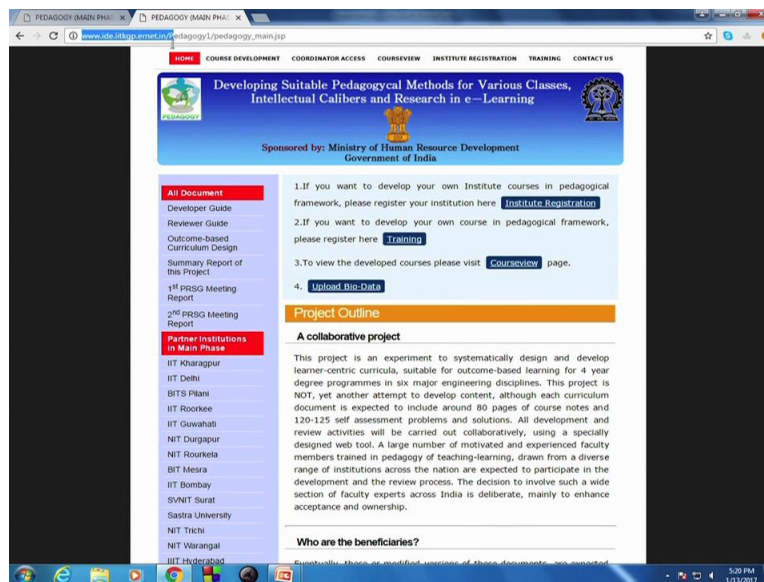 PEDAGOGY (MAIN PHAS
PEDAGOGY (MAIN PHAS
www.ide.iitkgp.ernet.in/Pedagogy1/pedagogy_main.jsp
HOME COURSE DEVELOPMENT COORDINATOR ACCESS COURSEVIEW INSTITUTE REGISTRATION TRAINING CONTACT US
PEDAGOGY
Developing Suitable Pedagogycal Methods for Various Classes,
Intellectual Calibers and Research in e-Learning
Sponsored by: Ministry of Human Resource Development
Government of India
All Document
Developer Guide
Reviewer Guide
Outcome-based
Curriculum Design
Summary Report of
this Project
1st PRSG Meeting
Report
2nd PRSG Meeting
Report
Partner Institutions
in Main Phase
IIT Kharagpur
IIT Delhi
BITS Pilani
IIT Roorkee
IIT Guwahati
NIT Durgapur
NIT Rourkela
BIT Mesra
IIT Bombay
SVNIT Surat
Sastra University
NIT Trichi
NIT Warangal
IIIT Hyderabad
1.If you want to develop your own Institute courses in pedagogical
framework, please register your institution here Institute Registration
2.If you want to develop your own course in pedagogical framework,
please register here Training
3.To view the developed courses please visit Courseview page.
4. Upload Bio-Data
Project Outline
A collaborative project
This project is an experiment to systematically design and develop
learner-centric curricula, suitable for outcome-based learning for 4 year
degree programmes in six major engineering disciplines. This project is
NOT, yet another attempt to develop content, although each curriculum
document is expected to include around 80 pages of course notes and
120-125 self assessment problems and solutions. All development and
review activities will be carried out collaboratively, using a specially
designed web tool. A large number of motivated and experienced faculty
members trained in pedagogy of teaching-learning, drawn from a diverse
range of institutions across the nation are expected to participate in the
development and the review process. The decision to involve such a wide
section of faculty experts across India is deliberate, mainly to enhance
acceptance and ownership.
Who are the beneficiaries?
Eventually, these or modified versions of these documents, are expected
5:20 PM
1/13/2017